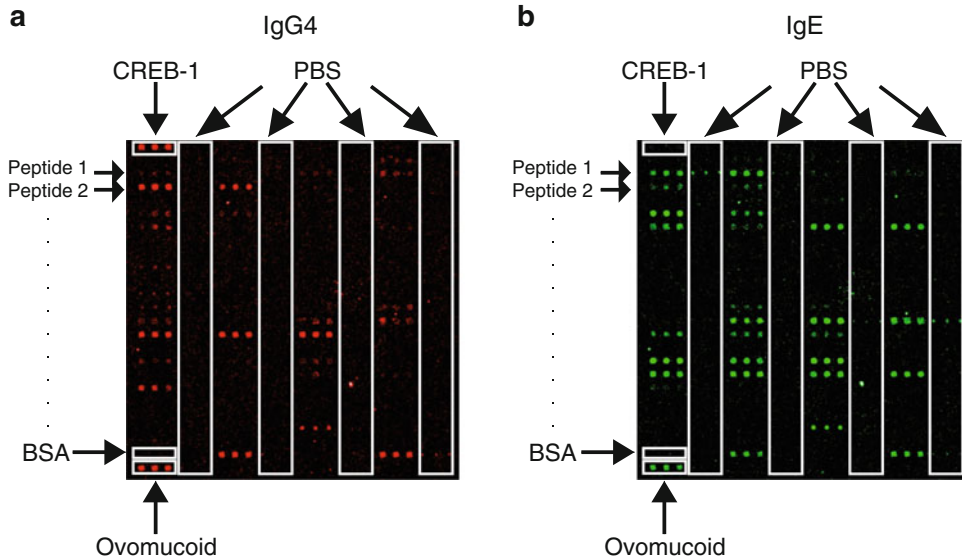 a
IgG4
CREB-1
PBS
Peptide 1
Peptide 2
BSA
Ovomucoid
b
IgE
CREB-1
PBS
Peptide 1
Peptide 2
BSA
Ovomucoid